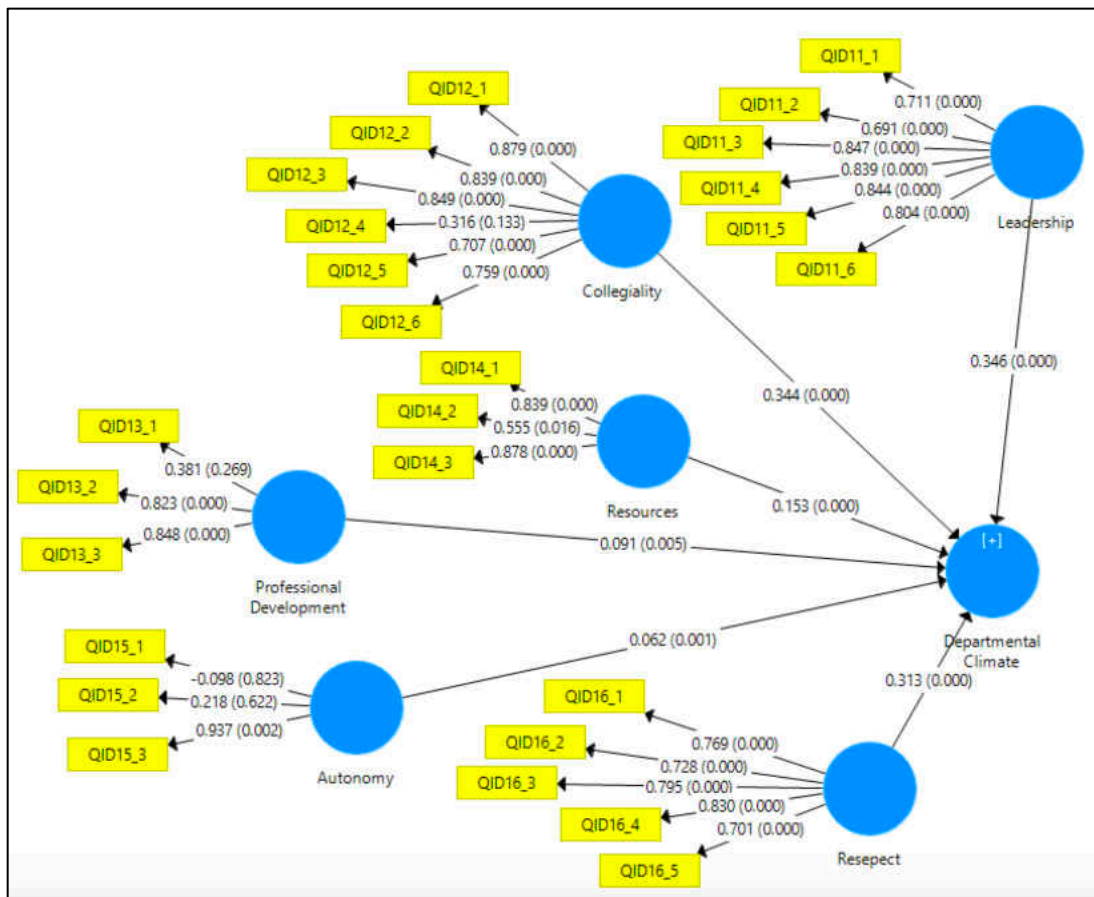 QID11_1
QID11_2
QID11_3
QID11_4
QID11_5
QID11_6
0.711 (0.000)
0.691 (0.000)
0.847 (0.000)
0.839 (0.000)
0.844 (0.000)
0.804 (0.000)
Leadership
QID12_1
QID12_2
QID12_3
QID12_4
QID12_5
QID12_6
0.879 (0.000)
0.839 (0.000)
0.849 (0.000)
0.316 (0.133)
0.707 (0.000)
0.759 (0.000)
Collegiality
0.346 (0.000)
0.344 (0.000)
QID14_1
QID14_2
QID14_3
0.839 (0.000)
0.555 (0.016)
0.878 (0.000)
Resources
0.153 (0.000)
QID13_1
QID13_2
QID13_3
0.381 (0.269)
0.823 (0.000)
0.848 (0.000)
Professional
Development
0.091 (0.005)
[+]
Departmental
Climate
QID15_1
QID15_2
QID15_3
-0.098 (0.823)
0.218 (0.622)
0.937 (0.002)
Autonomy
0.062 (0.001)
0.313 (0.000)
QID16_1
QID16_2
QID16_3
QID16_4
QID16_5
0.769 (0.000)
0.728 (0.000)
0.795 (0.000)
0.830 (0.000)
0.701 (0.000)
Resepect